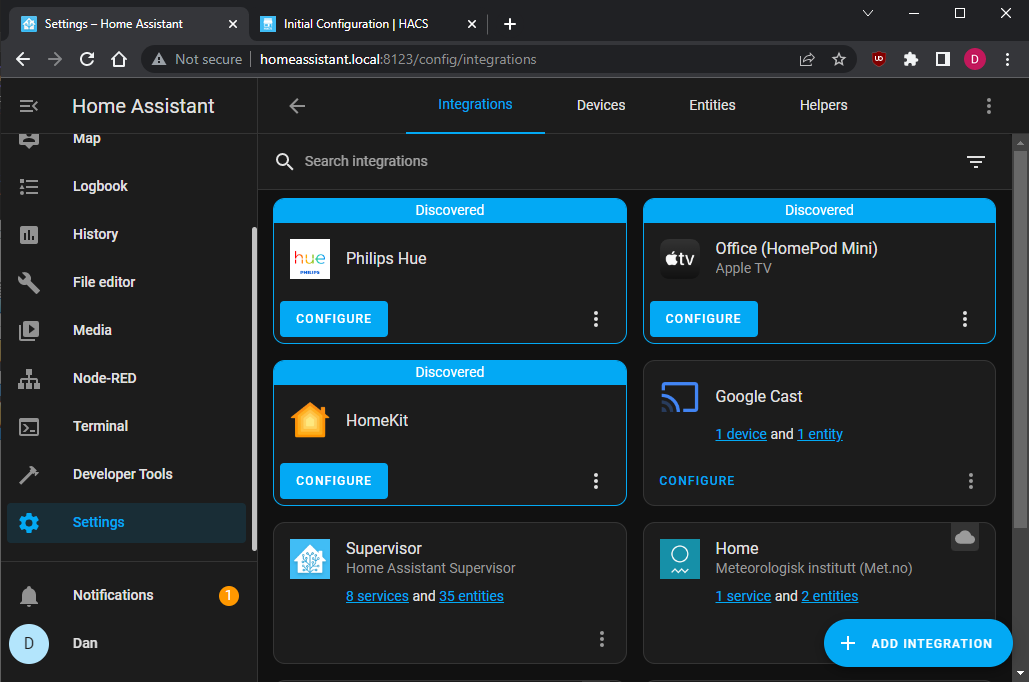 Settings – Home Assistant
Initial Configuration | HACS
Not secure
homeassistant.local:8123/config/integrations
UO
D
Home Assistant
Map
Logbook
History
File editor
Media
Node-RED
Terminal
Developer Tools
Settings
Notifications
1
D
Dan
Integrations
Devices
Entities
Helpers
Search integrations
Discovered
hue
PHILIPS
Philips Hue
CONFIGURE
Discovered
tv
Office (HomePod Mini)
Apple TV
CONFIGURE
Discovered
HomeKit
CONFIGURE
Google Cast
1 device and 1 entity
CONFIGURE
Supervisor
Home Assistant Supervisor
8 services and 35 entities
Home
Meteorologisk institutt (Met.no)
1 service and 2 entities
ADD INTEGRATION